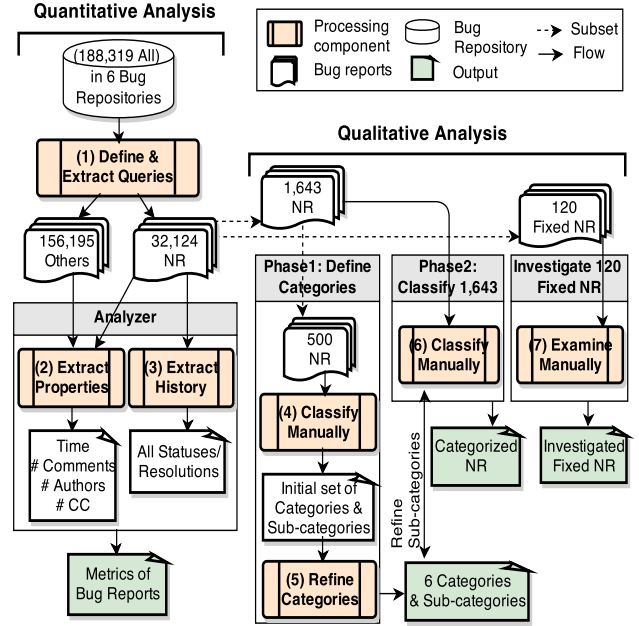 Quantitative Analysis
(188,319 All)
in 6 Bug
Repositories
Processing
component
Bug
Repository
Subset
Bug reports
Output
Flow
(1) Define &
Extract Queries
156,195
Others
32,124
NR
Analyzer
(2) Extract
Properties
(3) Extract
History
Time
# Comments
# Authors
# CC
All Statuses/
Resolutions
Metrics of
Bug Reports
Qualitative Analysis
1,643
NR
120
Fixed NR
Phase1: Define
Categories
500
NR
(4) Classify
Manually
Initial set of
Categories &
Sub-categories
(5) Refine
Categories
Phase2:
Classify 1,643
(6) Classify
Manually
Categorized
NR
Refine
Sub-categories
6 Categories
& Sub-categories
Investigate 120
Fixed NR
(7) Examine
Manually
Investigated
Fixed NR